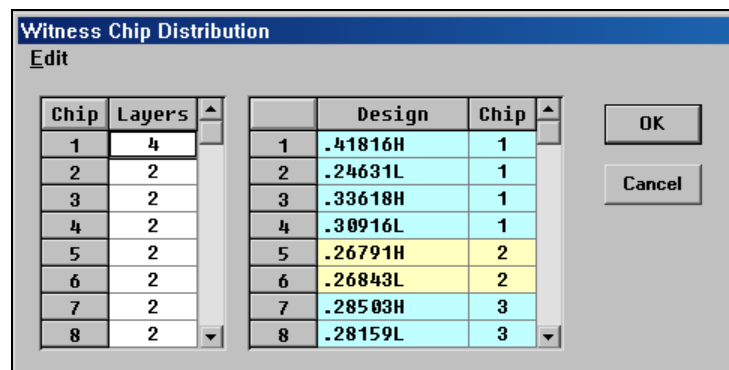 Witness Chip Distribution
Edit
Chip Layers
1 4
2 2
3 2
4 2
5 2
6 2
7 2
8 2
Design Chip
1 .41816H 1
2 .24631L 1
3 .33618H 1
4 .30916L 1
5 .26791H 2
6 .26843L 2
7 .28503H 3
8 .28159L 3
OK
Cancel